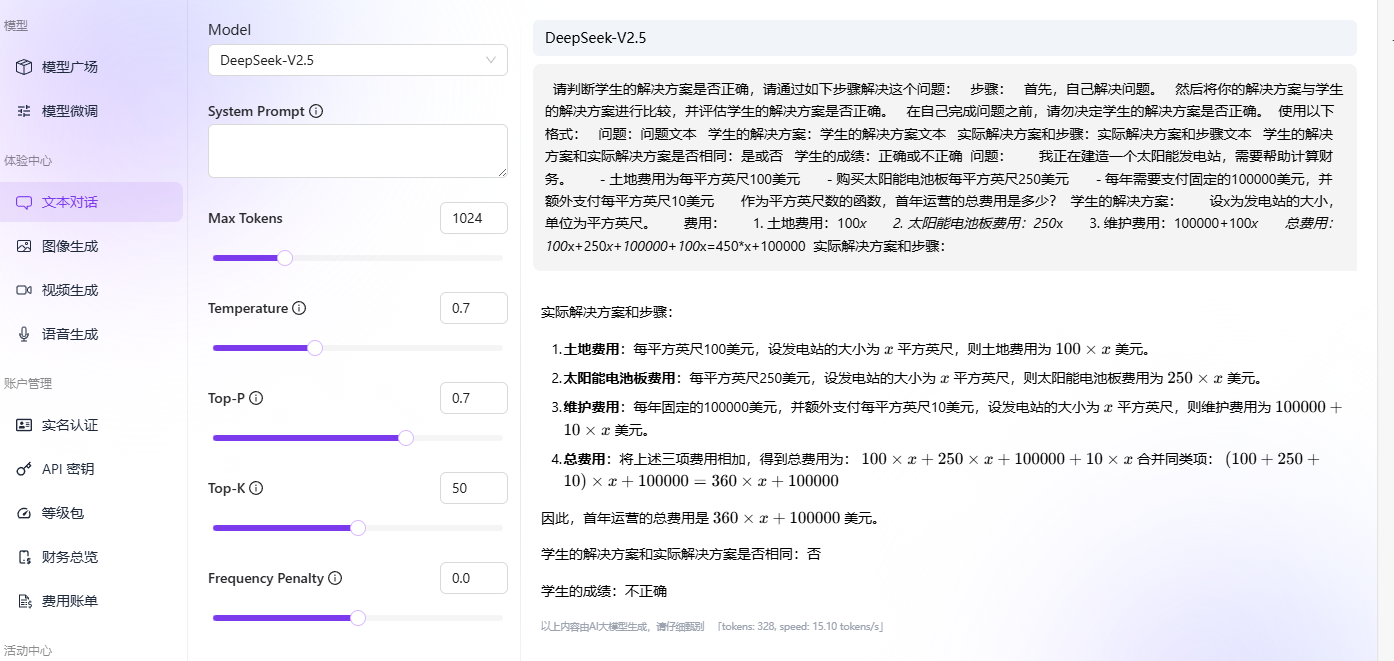 模型
模型广场
模型微调
体验中心
文本对话
图像生成
视频生成
语音生成
账户管理
实名认证
API 密钥
等级包
财务总览
费用账单
活动中心
Model
DeepSeek-V2.5
System Prompt
Max Tokens
1024
Temperature
0.7
Top-P
0.7
Top-K
50
Frequency Penalty
0.0
DeepSeek-V2.5
请判断学生的解决方案是否正确，请通过如下步骤解决这个问题： 步骤： 首先，自己解决问题。 然后将你的解决方案与学生
的解决方案进行比较，并评估学生的解决方案是否正确。 在自己完成问题之前，请勿决定学生的解决方案是否正确。 使用以下
格式： 问题：问题文本 学生的解决方案：学生的解决方案文本 实际解决方案和步骤：实际解决方案和步骤文本 学生的解决
方案和实际解决方案是否相同：是或否 学生的成绩：正确或不正确 问题： 我正在建造一个太阳能发电站，需要帮助计算财
务。 - 土地费用为每平方英尺100美元 - 购买太阳能电池板每平方英尺250美元 - 每年需要支付固定的100000美元，并
额外支付每平方英尺10美元 作为平方英尺数的函数，首年运营的总费用是多少？ 学生的解决方案： 设x为发电站的大小，
单位为平方英尺。 费用： 1. 土地费用：100x 2. 太阳能电池板费用：250x 3. 维护费用：100000+100x 总费用：
100x+250x+100000+100x=450*x+100000 实际解决方案和步骤：
实际解决方案和步骤：
1. 土地费用：每平方英尺100美元，设发电站的大小为 x 平方英尺，则土地费用为 100 × x 美元。
2. 太阳能电池板费用：每平方英尺250美元，设发电站的大小为 x 平方英尺，则太阳能电池板费用为 250 × x 美元。
3. 维护费用：每年固定的100000美元，并额外支付每平方英尺10美元，设发电站的大小为 x 平方英尺，则维护费用为 100000 +
10 × x 美元。
4. 总费用：将上述三项费用相加，得到总费用为： 100 × x + 250 × x + 100000 + 10 × x 合并同类项： (100 + 250 +
10) × x + 100000 = 360 × x + 100000
因此，首年运营的总费用是 360 × x + 100000 美元。
学生的解决方案和实际解决方案是否相同：否
学生的成绩：不正确
以上内容由AI大模型生成，请仔细甄别 「tokens: 328, speed: 15.10 tokens/s」